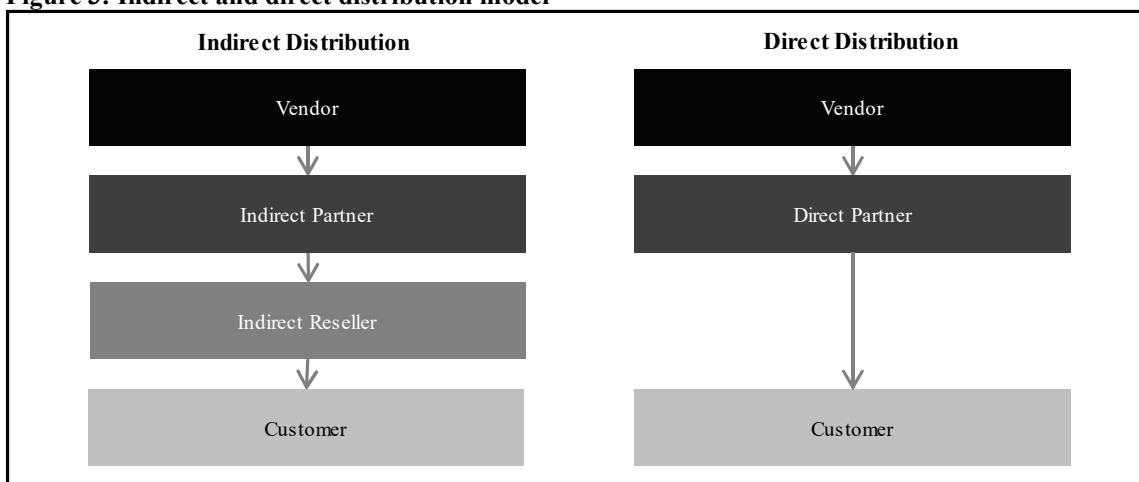 Figure 3: Indirect and direct distribution model
Indirect Distribution
Direct Distribution
Vendor
Vendor
Indirect Partner
Direct Partner
Indirect Reseller
Customer
Customer